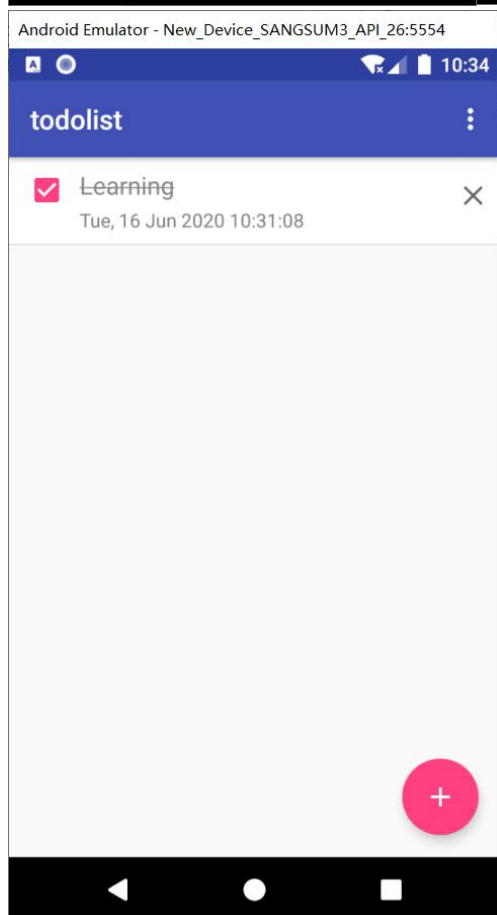 Android Emulator - New_Device_SANGSUM3_API_26:5554
10:34
todolist
Learning
Tue, 16 Jun 2020 10:31:08